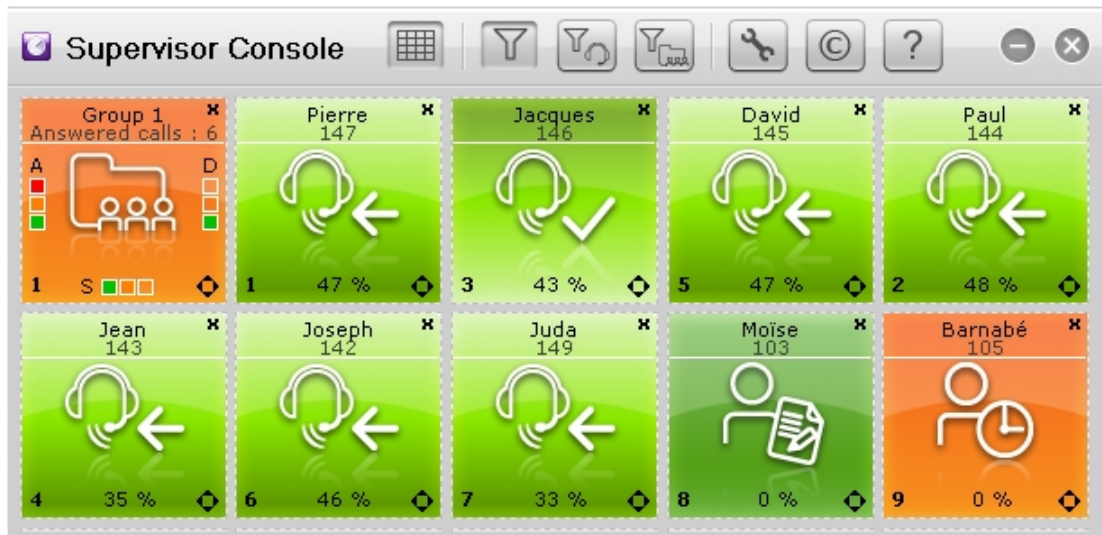 Supervisor Console © ?
Group 1
Answered calls : 6
A D
1 S
Pierre
147
1 47 %
Jacques
146
3 43 %
David
145
5 47 %
Paul
144
2 48 %
Jean
143
4 35 %
Joseph
142
6 46 %
Juda
149
7 33 %
Moïse
103
8 0 %
Barnabé
105
9 0 %